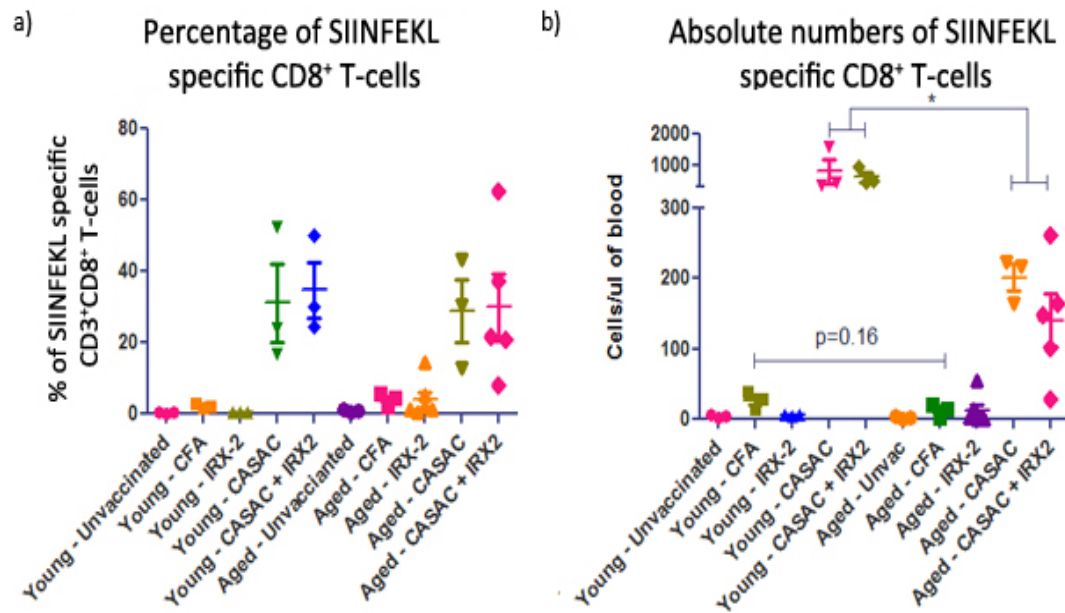 a)
Percentage of SIINFEKL
specific CD8+ T-cells
% of SIINFEKL specific
CD3+CD8+ T-cells
80
60
40
20
0
Young - Unvaccinated
Young - CFA
Young - IRX-2
Young - CASAC
Young - CASAC + IRX2
Aged - Unvaccianted
Aged - CFA
Aged - IRX-2
Aged - CASAC
Aged - CASAC + IRX2
b)
Absolute numbers of SIINFEKL
specific CD8+ T-cells
*
Cells/ul of blood
2000
1000
300
200
100
0
p=0.16
Young - Unvaccinated
Young - CFA
Young - IRX-2
Young - CASAC
Young - CASAC + IRX2
Aged - Unvac
Aged - CFA
Aged - IRX2
Aged - CASAC
Aged - CASAC + IRX2